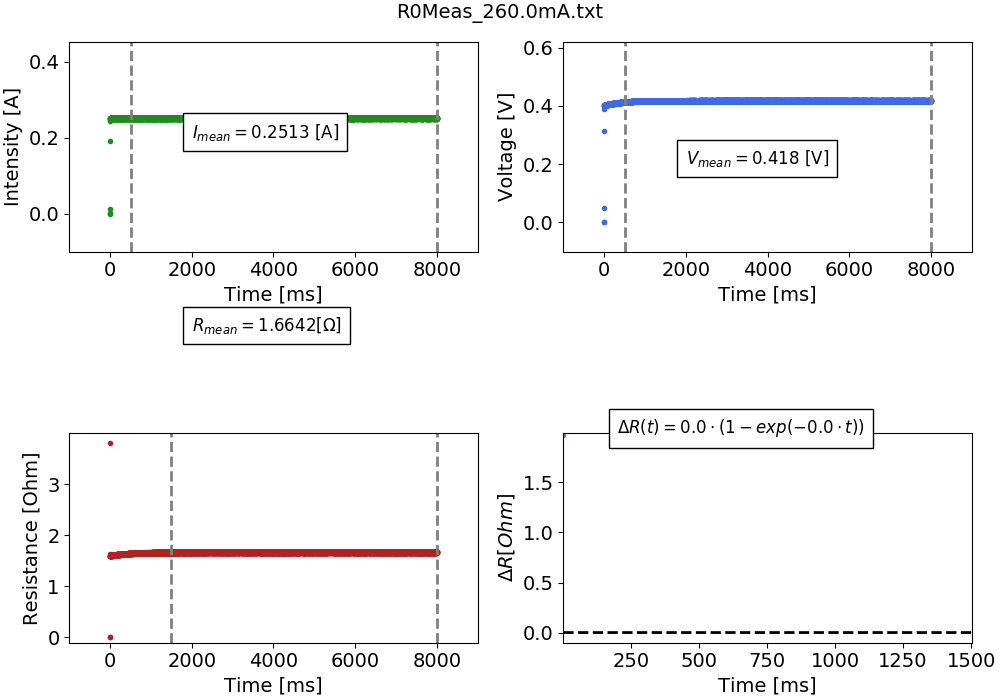 R0Meas_260.0mA.txt
Intensity [A]
0.4
0.2
0.0
I_mean = 0.2513 [A]
0 2000 4000 6000 8000
Time [ms]
Voltage [V]
0.6
0.4
0.2
0.0
V_mean = 0.418 [V]
0 2000 4000 6000 8000
Time [ms]
R_mean = 1.6642[Ω]
Resistance [Ohm]
3
2
1
0
0 2000 4000 6000 8000
Time [ms]
ΔR(t) = 0.0 · (1 − exp(−0.0 · t))
ΔR[Ohm]
1.5
1.0
0.5
0.0
250 500 750 1000 1250 1500
Time [ms]